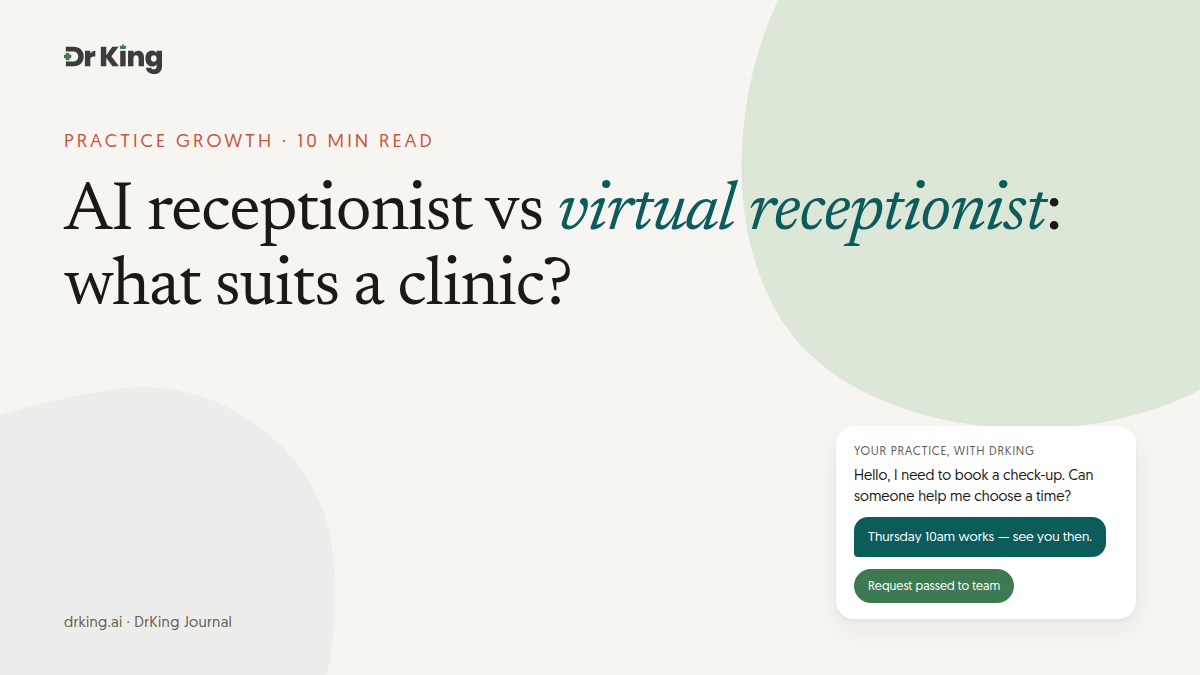 Dr King
PRACTICE GROWTH · 10 MIN READ
AI receptionist vs virtual receptionist:
what suits a clinic?
YOUR PRACTICE, WITH DRKING
Hello, I need to book a check-up. Can
someone help me choose a time?
Thursday 10am works — see you then.
Request passed to team
drking.ai · DrKing Journal